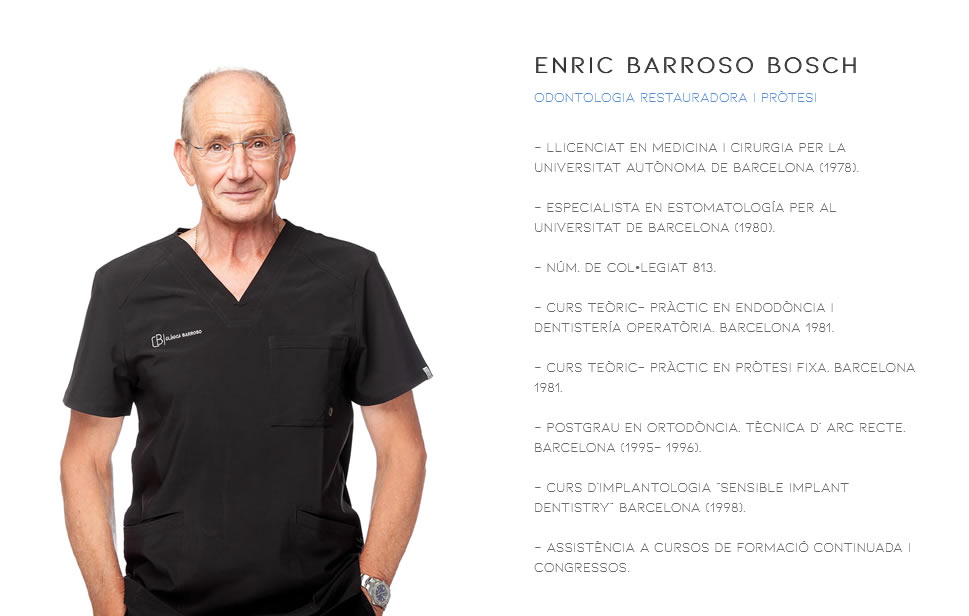 CB CLÍNICA BARROSO
ENRIC BARROSO BOSCH
ODONTOLOGIA RESTAURADORA I PRÒTESI
- LLICENCIAT EN MEDICINA I CIRURGIA PER LA
UNIVERSITAT AUTÒNOMA DE BARCELONA (1978).
- ESPECIALISTA EN ESTOMATOLOGÍA PER AL
UNIVERSITAT DE BARCELONA (1980).
- NÚM. DE COL•LEGIAT 813.
- CURS TEÒRIC- PRÀCTIC EN ENDODÒNCIA I
DENTISTERÍA OPERATÒRIA. BARCELONA 1981.
- CURS TEÒRIC- PRÀCTIC EN PRÒTESI FIXA. BARCELONA
1981.
- POSTGRAU EN ORTODÒNCIA. TÈCNICA D' ARC RECTE.
BARCELONA (1995- 1996).
- CURS D'IMPLANTOLOGIA "SENSIBLE IMPLANT
DENTISTRY" BARCELONA (1998).
- ASSISTÈNCIA A CURSOS DE FORMACIÓ CONTINUADA I
CONGRESSOS.